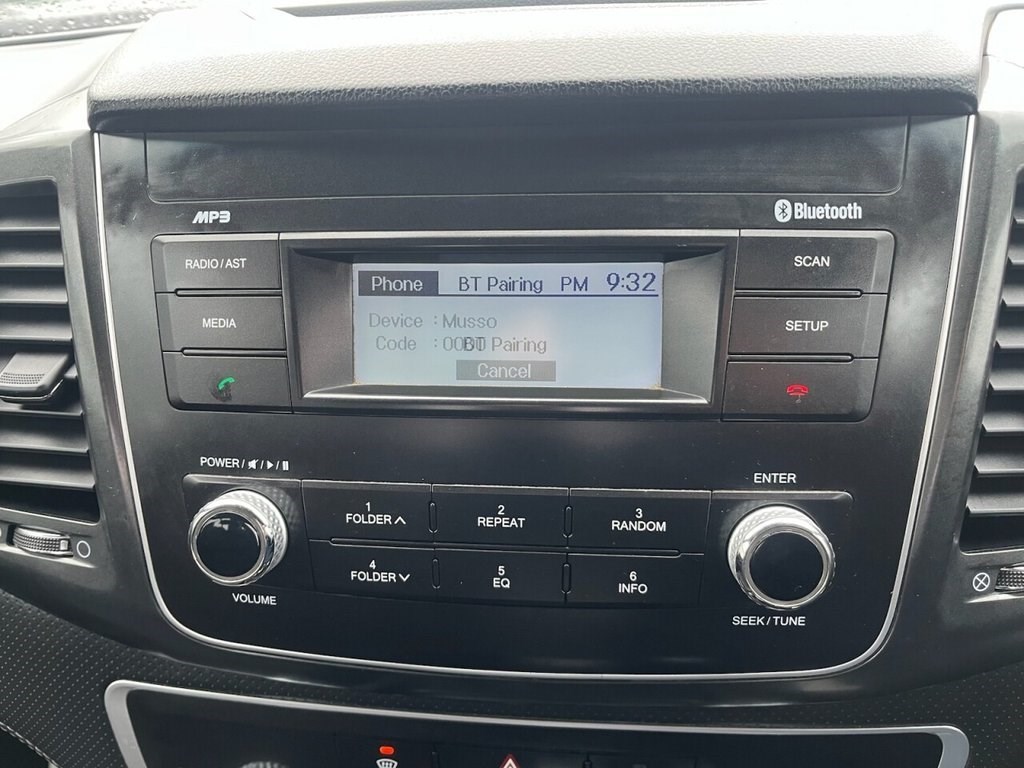 MP3
Bluetooth
RADIO / AST
SCAN
Phone BT Pairing PM 9:32
MEDIA
SETUP
Device : Musso
Code :
BT Pairing
Cancel
POWER /
ENTER
1
FOLDER
2
REPEAT
3
RANDOM
4
FOLDER
5
EQ
6
INFO
VOLUME
SEEK / TUNE